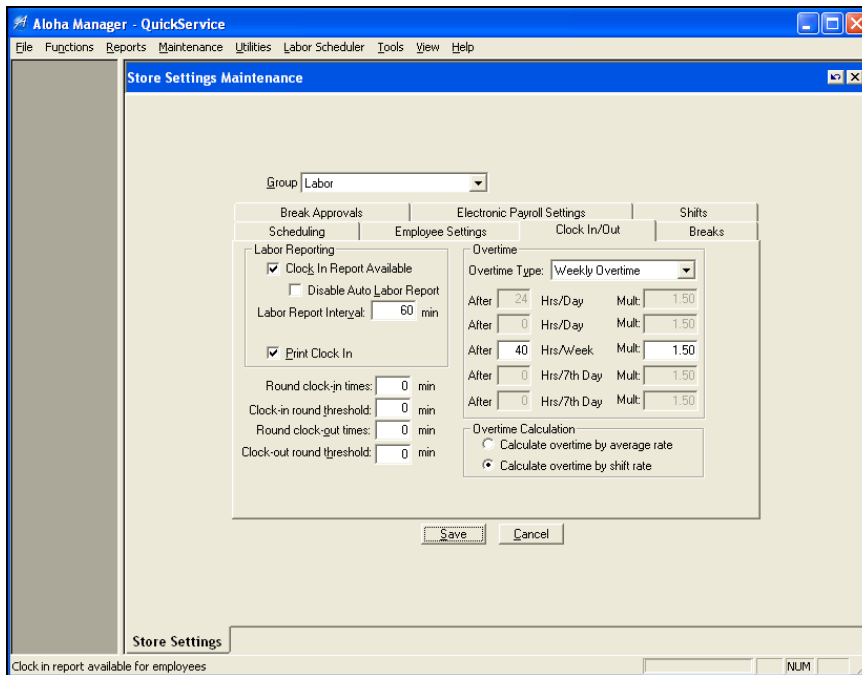 Aloha Manager - QuickService
File Functions Reports Maintenance Utilities Labor Scheduler Tools View Help
Store Settings Maintenance
Group Labor
Break Approvals Electronic Payroll Settings Shifts
Scheduling Employee Settings Clock In/Out Breaks
Labor Reporting
Clock In Report Available
Disable Auto Labor Report
Labor Report Interval: 60 min
Print Clock In
Round clock-in times: 0 min
Clock-in round threshold: 0 min
Round clock-out times: 0 min
Clock-out round threshold: 0 min
Overtime
Overtime Type: Weekly Overtime
After 24 Hrs/Day Mult: 1.50
After 0 Hrs/Day Mult: 1.50
After 40 Hrs/Week Mult: 1.50
After 0 Hrs/7th Day Mult: 1.50
After 0 Hrs/7th Day Mult: 1.50
Overtime Calculation
Calculate overtime by average rate
Calculate overtime by shift rate
Save Cancel
Store Settings
Clock in report available for employees NUM